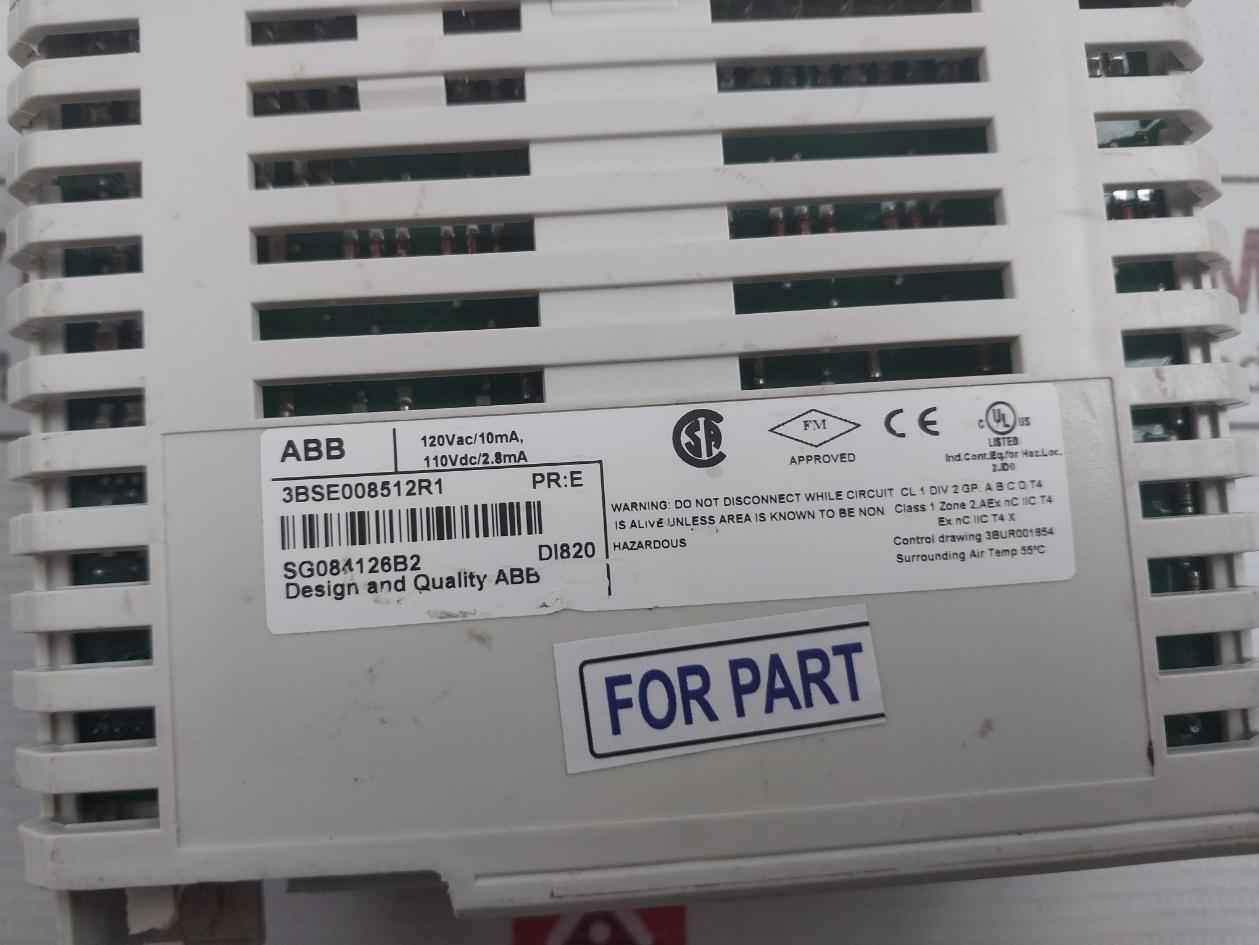 ABB
120Vac/10mA,
110Vdc/2.8mA
3BSE008512R1
PR:E
SG084126B2
DI820
Design and Quality ABB
SA
FM
APPROVED
CE
C UL US
LISTED
Ind.Cont.Eq.for Haz.Loc.
WARNING: DO NOT DISCONNECT WHILE CIRCUIT
IS ALIVE UNLESS AREA IS KNOWN TO BE NON
HAZARDOUS
CL 1 DIV 2 GP. A B C D T4
Class 1 Zone 2,AEx nC IIC T4
Ex nC IIC T4 X
Control drawing 3BUR001854
Surrounding Air Temp 55°C
FOR PART